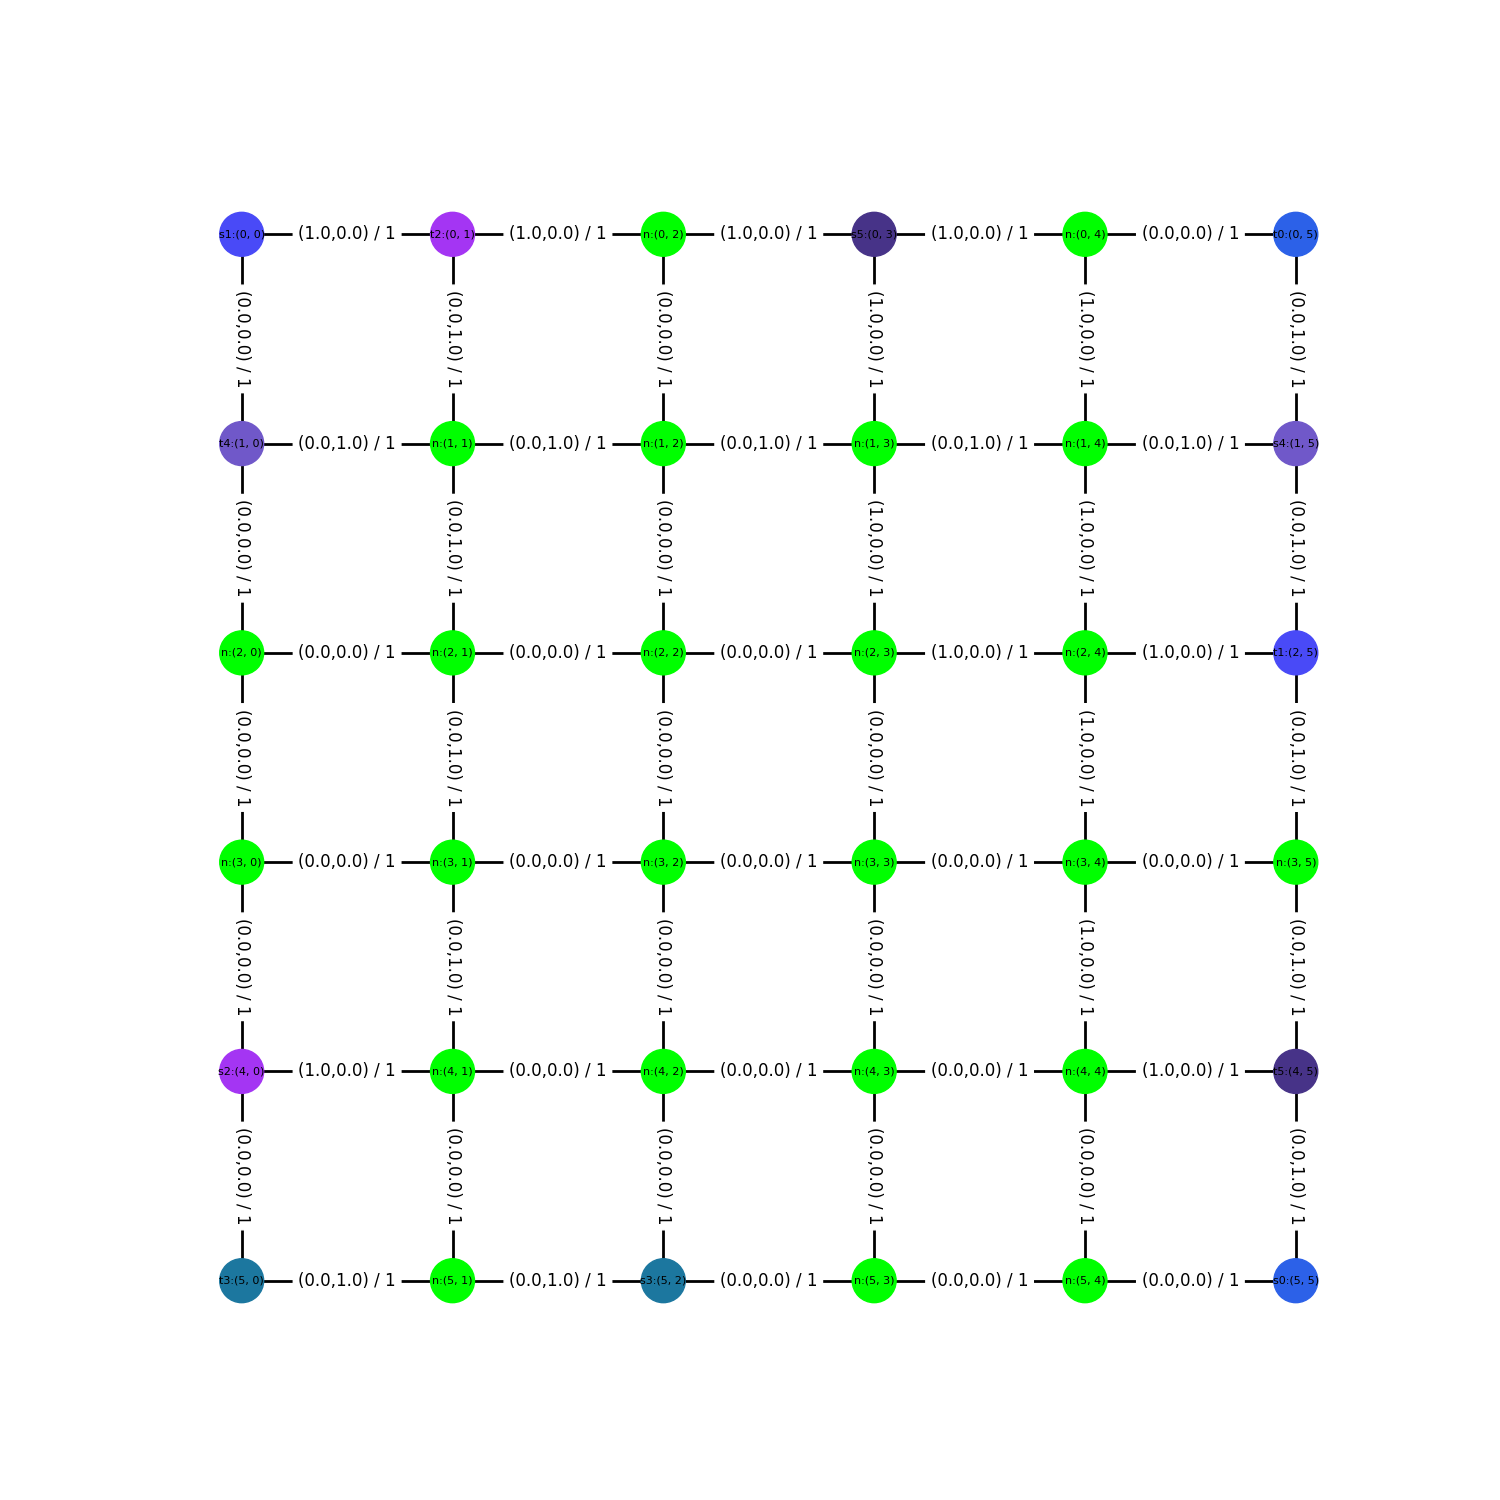 s1:(0, 0) (1.0,0.0) / 1 t2:(0, 1) (1.0,0.0) / 1 n:(0, 2) (1.0,0.0) / 1 s5:(0, 3) (1.0,0.0) / 1 n:(0, 4) (0.0,0.0) / 1 t0:(0, 5)
(0.0,0.0) / 1 (0.0,1.0) / 1 (0.0,0.0) / 1 (1.0,0.0) / 1 (1.0,0.0) / 1 (0.0,1.0) / 1
t4:(1, 0) (0.0,1.0) / 1 n:(1, 1) (0.0,1.0) / 1 n:(1, 2) (0.0,1.0) / 1 n:(1, 3) (0.0,1.0) / 1 n:(1, 4) (0.0,1.0) / 1 s4:(1, 5)
(0.0,0.0) / 1 (0.0,1.0) / 1 (0.0,0.0) / 1 (1.0,0.0) / 1 (1.0,0.0) / 1 (0.0,1.0) / 1
n:(2, 0) (0.0,0.0) / 1 n:(2, 1) (0.0,0.0) / 1 n:(2, 2) (0.0,0.0) / 1 n:(2, 3) (1.0,0.0) / 1 n:(2, 4) (1.0,0.0) / 1 t1:(2, 5)
(0.0,0.0) / 1 (0.0,1.0) / 1 (0.0,0.0) / 1 (0.0,0.0) / 1 (1.0,0.0) / 1 (0.0,1.0) / 1
n:(3, 0) (0.0,0.0) / 1 n:(3, 1) (0.0,0.0) / 1 n:(3, 2) (0.0,0.0) / 1 n:(3, 3) (0.0,0.0) / 1 n:(3, 4) (0.0,0.0) / 1 n:(3, 5)
(0.0,0.0) / 1 (0.0,1.0) / 1 (0.0,0.0) / 1 (0.0,0.0) / 1 (1.0,0.0) / 1 (0.0,1.0) / 1
s2:(4, 0) (1.0,0.0) / 1 n:(4, 1) (0.0,0.0) / 1 n:(4, 2) (0.0,0.0) / 1 n:(4, 3) (0.0,0.0) / 1 n:(4, 4) (1.0,0.0) / 1 t5:(4, 5)
(0.0,0.0) / 1 (0.0,0.0) / 1 (0.0,0.0) / 1 (0.0,0.0) / 1 (0.0,0.0) / 1 (0.0,1.0) / 1
t3:(5, 0) (0.0,1.0) / 1 n:(5, 1) (0.0,1.0) / 1 s3:(5, 2) (0.0,0.0) / 1 n:(5, 3) (0.0,0.0) / 1 n:(5, 4) (0.0,0.0) / 1 s0:(5, 5)